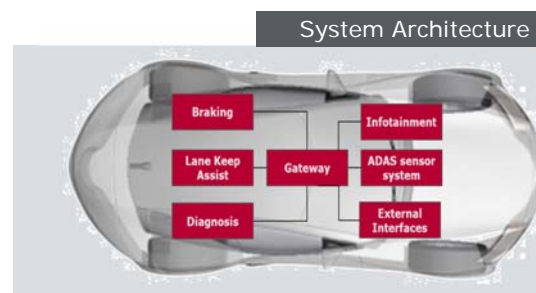 System Architecture
Braking
Infotainment
Lane Keep
Assist
Gateway
ADAS sensor
system
Diagnosis
External
Interfaces